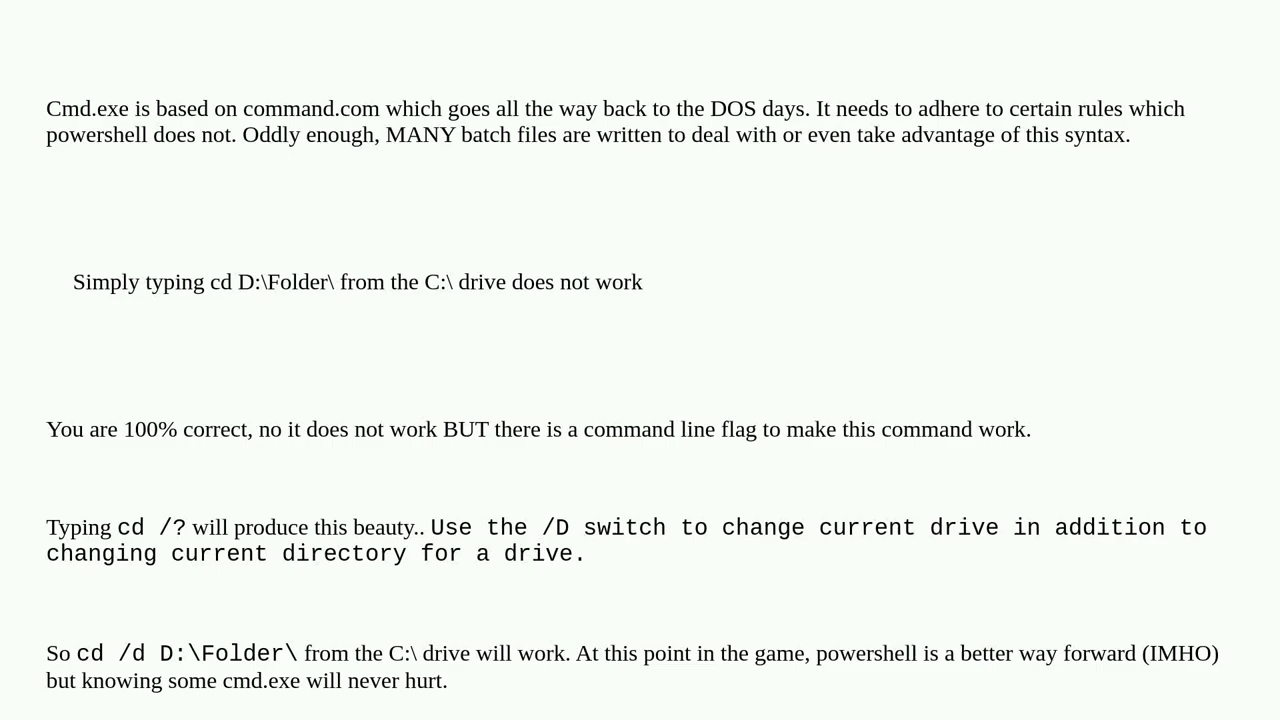 Cmd.exe is based on command.com which goes all the way back to the DOS days. It needs to adhere to certain rules which
powershell does not. Oddly enough, MANY batch files are written to deal with or even take advantage of this syntax.
Simply typing cd D:\Folder\ from the C:\ drive does not work
You are 100% correct, no it does not work BUT there is a command line flag to make this command work.
Typing cd /? will produce this beauty.. Use the /D switch to change current drive in addition to
changing current directory for a drive.
So cd /d D:\Folder\ from the C:\ drive will work. At this point in the game, powershell is a better way forward (IMHO)
but knowing some cmd.exe will never hurt.